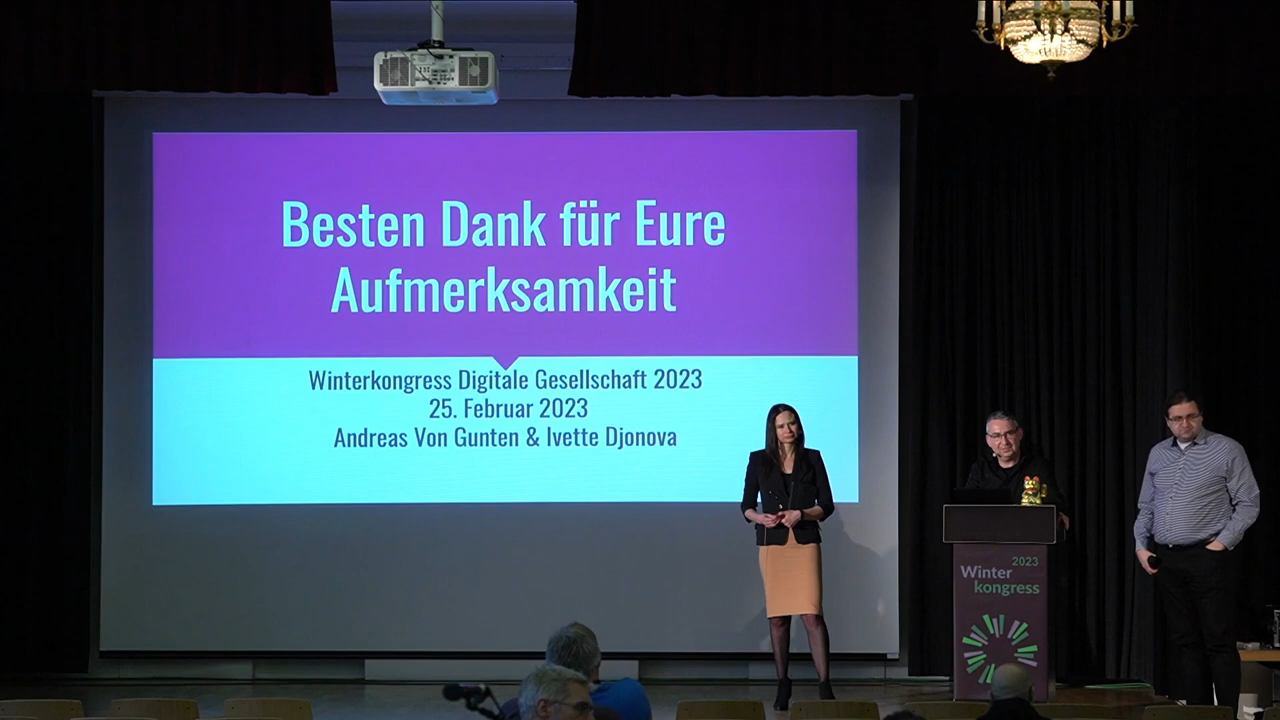 Besten Dank für Eure
Aufmerksamkeit
Winterkongress Digitale Gesellschaft 2023
25. Februar 2023
Andreas Von Gunten & Ivette Djonova
2023
Winter
kongress